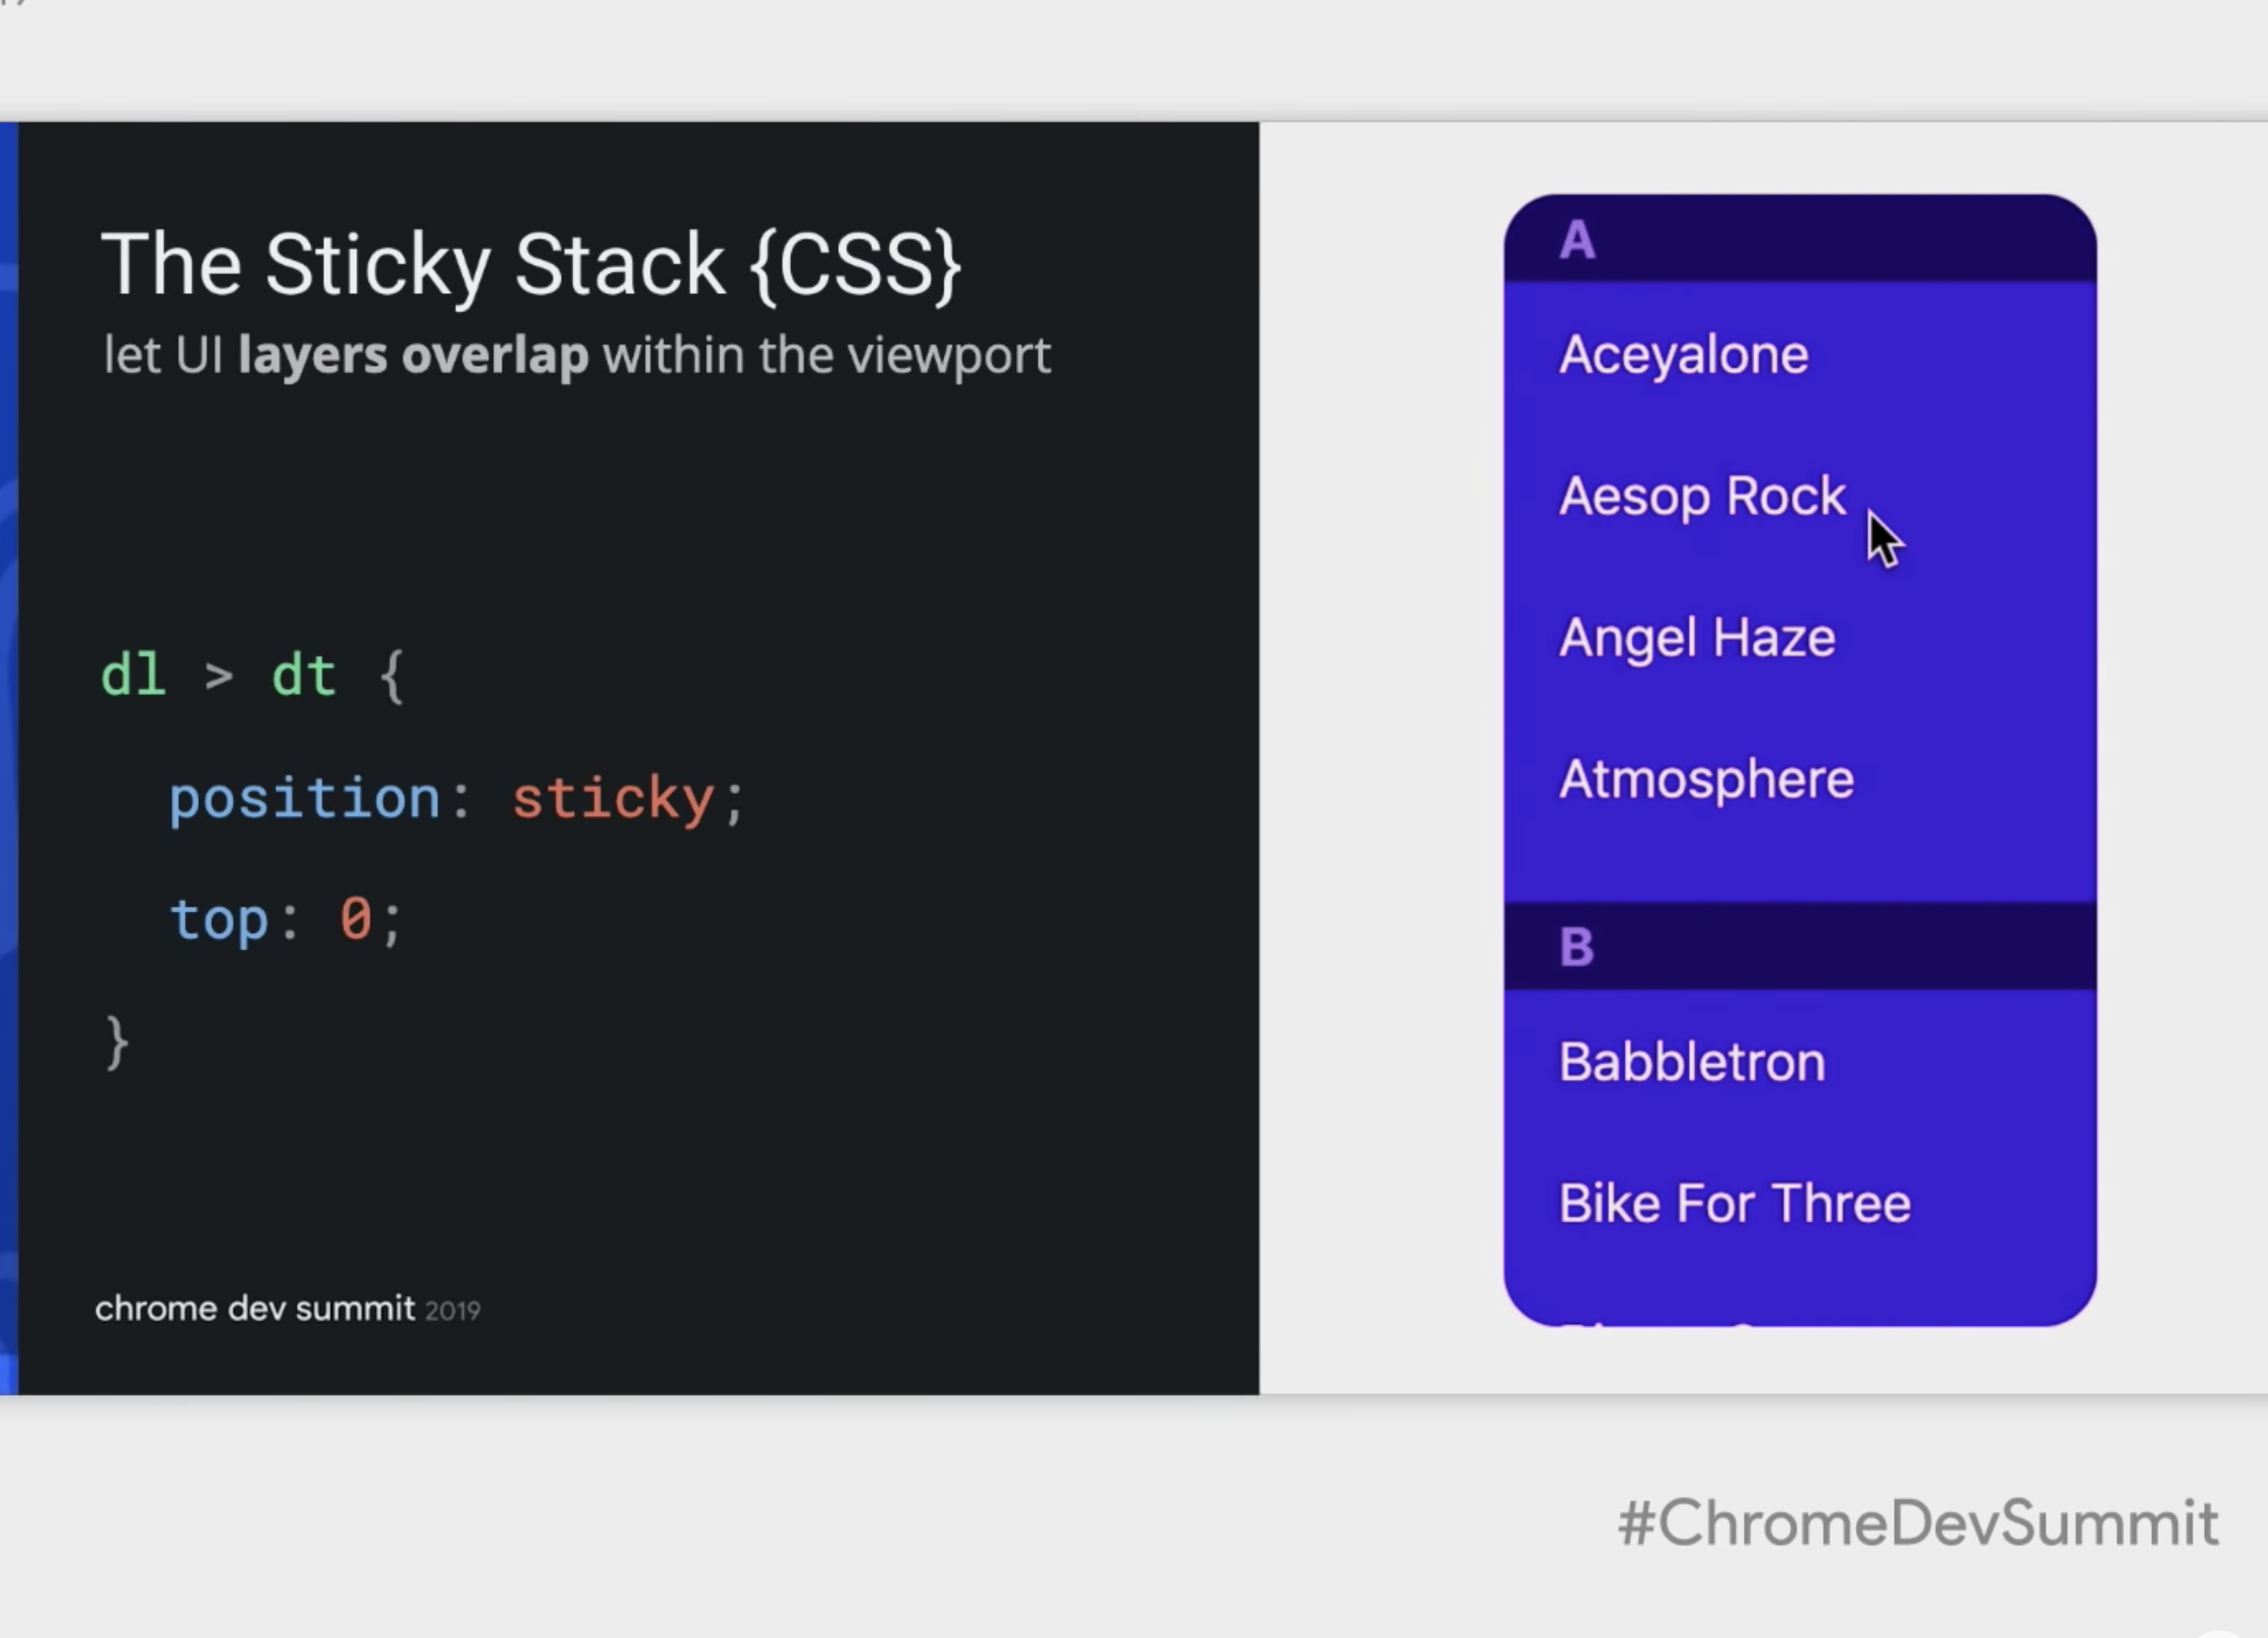 The Sticky Stack {CSS}
let UI layers overlap within the viewport
dl > dt {
position: sticky;
top: 0;
}
chrome dev summit 2019
A
Aceyalone
Aesop Rock
Angel Haze
Atmosphere
B
Babbletron
Bike For Three
#ChromeDevSummit